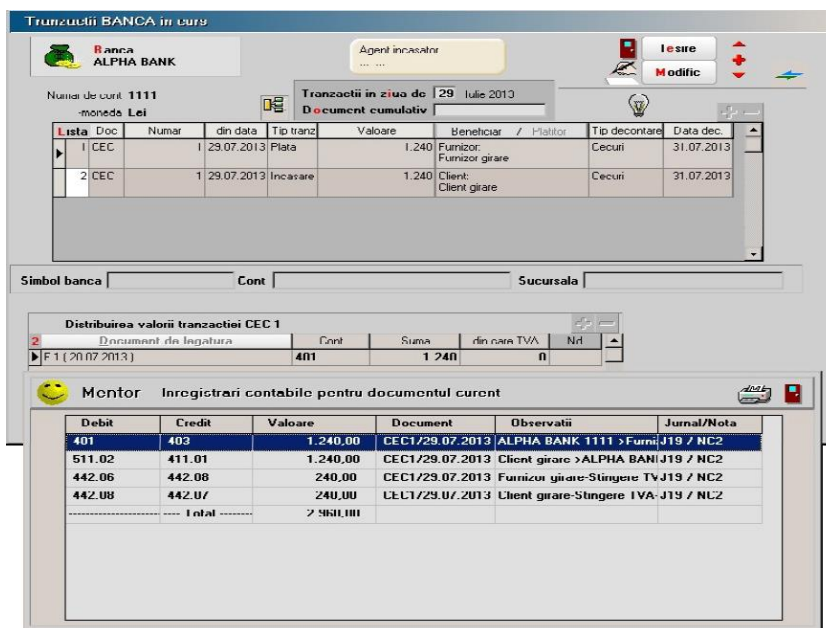 Tranzactii BANCA in curs
Banca
ALPHA BANK
Agent incasator
... ...
Iesire
Modific
Numar de cont 1111
-moneda Lei
Tranzactii in ziua de 29 Iulie 2013
Document cumulativ
Lista Doc Numar din data Tip tranz Valoare Beneficiar / Platitor Tip decontare Data dec.
1 CEC 1 29.07.2013 Plata 1.240 Furnizor: Cecuri 31.07.2013
Furnizor girare
2 CEC 1 29.07.2013 Incasare 1.240 Client: Cecuri 31.07.2013
Client girare
Simbol banca Cont Sucursala
Distribuirea valorii tranzactiei CEC 1
2 Document de legatura Cont Suma din care TVA Nd
F 1 ( 20.07.2013 ) 401 1 240 0
Mentor Inregistrari contabile pentru documentul curent
Debit Credit Valoare Document Observatii Jurnal/Nota
401 403 1.240,00 CEC1/29.07.2013 ALPHA BANK 1111 >Furni J19 / NC2
511.02 411.01 1.240,00 CEC1/29.07.2013 Client girare >ALPHA BAN J19 / NC2
442.06 442.08 240,00 CEC1/29.07.2013 Furnizor girare-Stingere TV J19 / NC2
442.08 442.07 240,00 CEC1/29.07.2013 Client girare-Stingere TVA- J19 / NC2
---------------------- ---- Total -------- 2 960,00